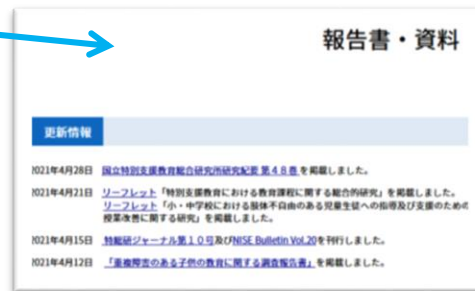 報告書・資料
更新情報
2021年4月28日 国立特別支援教育総合研究所研究紀要 第48巻 を掲載しました。
2021年4月21日 リーフレット「特別支援教育における教育課程に関する総合的研究」を掲載しました。
リーフレット「小・中学校における肢体不自由のある児童生徒への指導及び支援のための
授業改善に関する研究」を掲載しました。
2021年4月15日 特総研ジャーナル第10号及びNISE Bulletin Vol.20を刊行しました。
2021年4月12日 「重複障害のある子供の教育に関する調査報告書」を掲載しました。